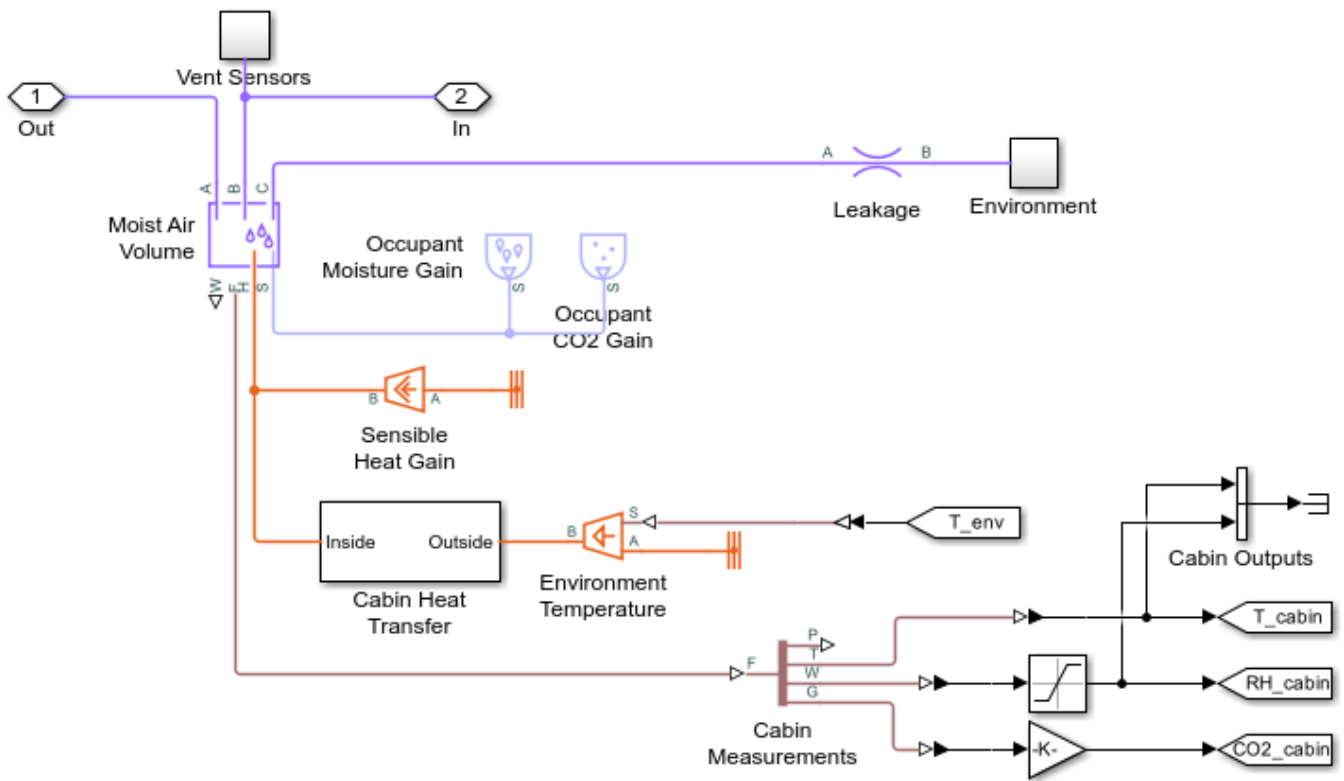 Vent Sensors
1
Out
2
In
A
B
C
A
B
Leakage
Environment
Moist Air
Volume
W
F
H
S
Occupant
Moisture Gain
S
S
Occupant
CO2 Gain
B
A
Sensible
Heat Gain
Inside
Outside
Cabin Heat
Transfer
B
S
A
Environment
Temperature
T_env
Cabin Outputs
T_cabin
F
P
T
W
G
Cabin
Measurements
RH_cabin
-K-
CO2_cabin